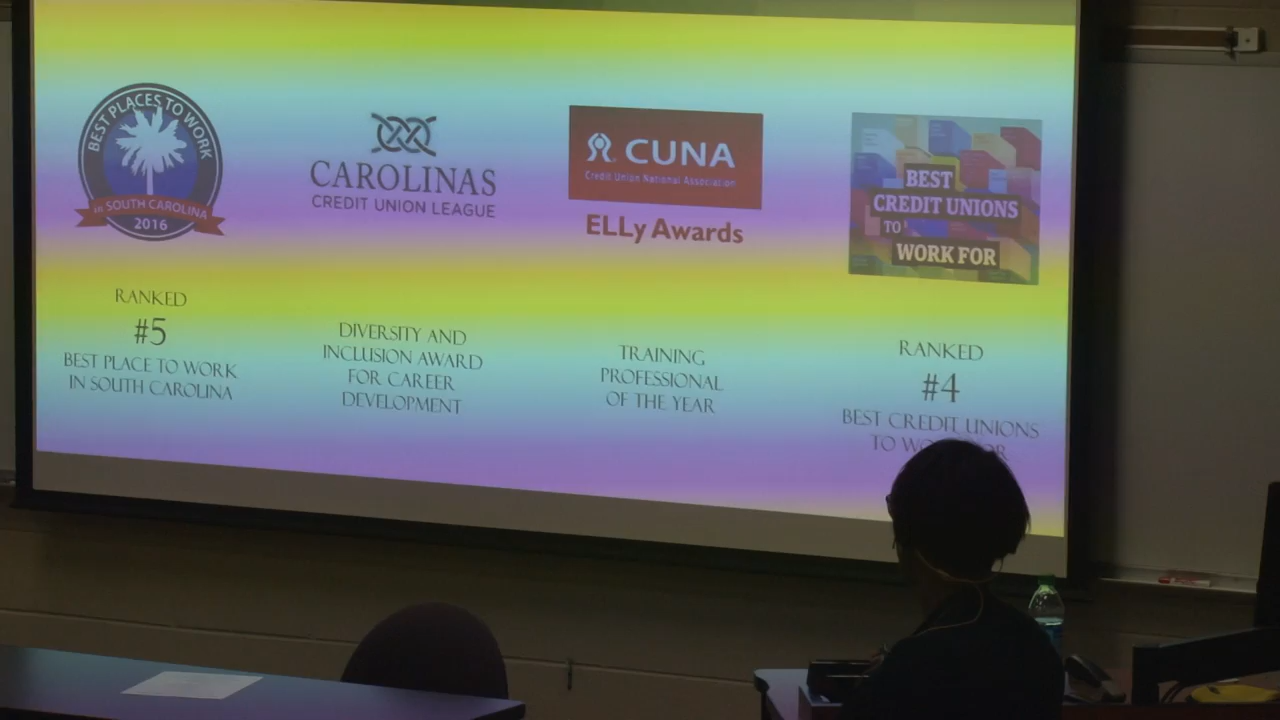 BEST PLACES TO WORK
in SOUTH CAROLINA
2016
RANKED
#5
BEST PLACE TO WORK
IN SOUTH CAROLINA
CAROLINAS
CREDIT UNION LEAGUE
DIVERSITY AND
INCLUSION AWARD
FOR CAREER
DEVELOPMENT
CUNA
Credit Union National Association
ELLy Awards
TRAINING
PROFESSIONAL
OF THE YEAR
BEST
CREDIT UNIONS
TO
WORK FOR
RANKED
#4
BEST CREDIT UNIONS
TO